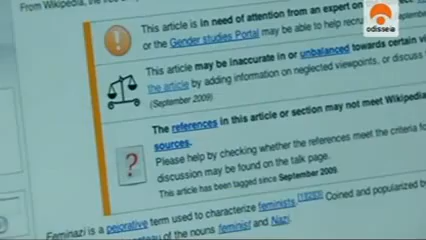 From Wikipedia, the
odisseia
This article is in need of attention from an expert on
or the Gender studies Portal may be able to help recruit
This article may be inaccurate in or unbalanced towards certain
the article by adding information on neglected viewpoints, or discuss
(September 2009)
The references in this article or section may not meet Wikipedia
sources.
Please help by checking whether the references meet the criteria fo
discussion may be found on the talk page.
This article has been tagged since September 2009.
Feminazi is a pejorative term used to characterize feminists. Coined and popularized by
of the nouns feminist and Nazi.